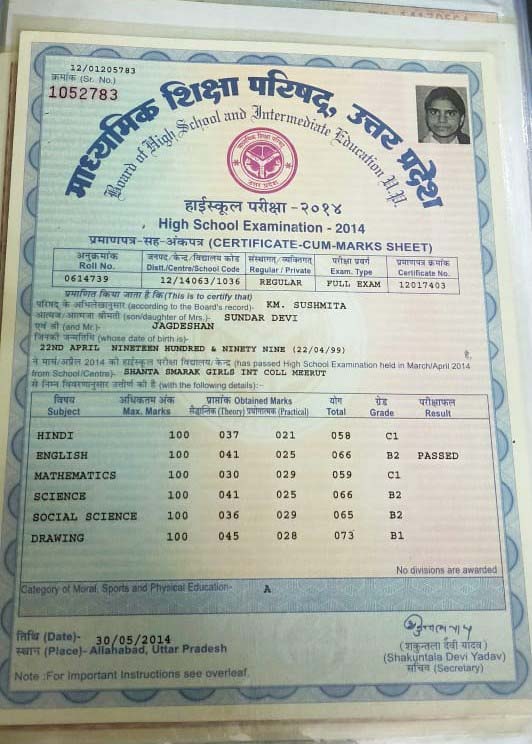 12/01205783
क्रमांक (Sr. No.)
1052783
माध्यमिक शिक्षा परिषद्, उत्तर प्रदेश
Board of High School and Intermediate Education U.P.
हाईस्कूल परीक्षा -२०१४
High School Examination - 2014
प्रमाणपत्र-सह-अंकपत्र (CERTIFICATE-CUM-MARKS SHEET)
अनुक्रमांक जनपद/केन्द्र/विद्यालय कोड संस्थागत/व्यक्तिगत परीक्षा प्रवर्ग प्रमाणपत्र क्रमांक
Roll No. Distt./Centre/School Code Regular / Private Exam. Type Certificate No.
0614739 12/14063/1036 REGULAR FULL EXAM 12017403
प्रमाणित किया जाता है कि (This is to certify that)
परिषद् के अभिलेखानुसार (according to the Board's record)- KM. SUSHMITA
आत्मज/आत्मजा श्रीमती (son/daughter of Mrs.)- SUNDAR DEVI
एवं श्री (and Mr.)- JAGDESHAN
जिनकी जन्मतिथि (whose date of birth is)-
22ND APRIL NINETEEN HUNDRED & NINETY NINE (22/04/99) है,
ने मार्च/अप्रैल 2014 की हाईस्कूल परीक्षा विद्यालय/केन्द्र (has passed High School Examination held in March/April 2014
from School/Centre)- SHANTA SMARAK GIRLS INT COLL MEERUT
से निम्न विवरणानुसार उत्तीर्ण की है (with the following details):-
विषय अधिकतम अंक प्राप्तांक Obtained Marks योग ग्रेड परीक्षाफल
Subject Max. Marks सैद्धान्तिक (Theory) प्रयोगात्मक (Practical) Total Grade Result
HINDI 100 037 021 058 C1
ENGLISH 100 041 025 066 B2 PASSED
MATHEMATICS 100 030 029 059 C1
SCIENCE 100 041 025 066 B2
SOCIAL SCIENCE 100 036 029 065 B2
DRAWING 100 045 028 073 B1
No divisions are awarded
Category of Moral, Sports and Physical Education- A
तिथि (Date)- 30/05/2014
स्थान (Place)- Allahabad, Uttar Pradesh
(शकुन्तला देवी यादव)
(Shakuntala Devi Yadav)
सचिव (Secretary)
Note :For Important Instructions see overleaf.